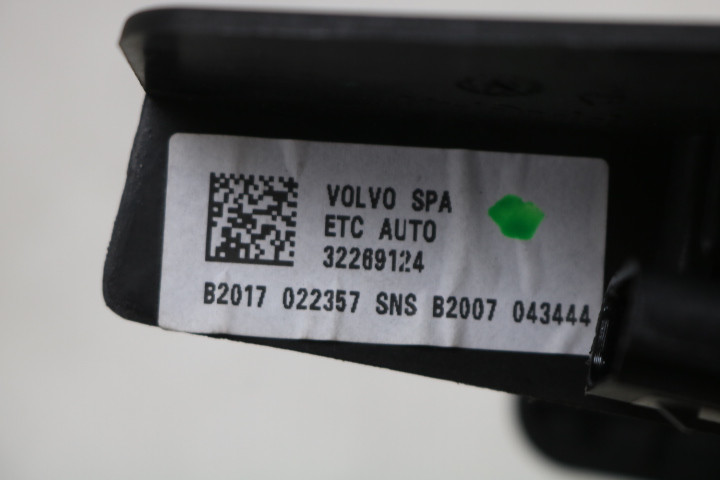 VOLVO SPA
ETC AUTO
32269124
B2017 022357 SNS B2007 043444